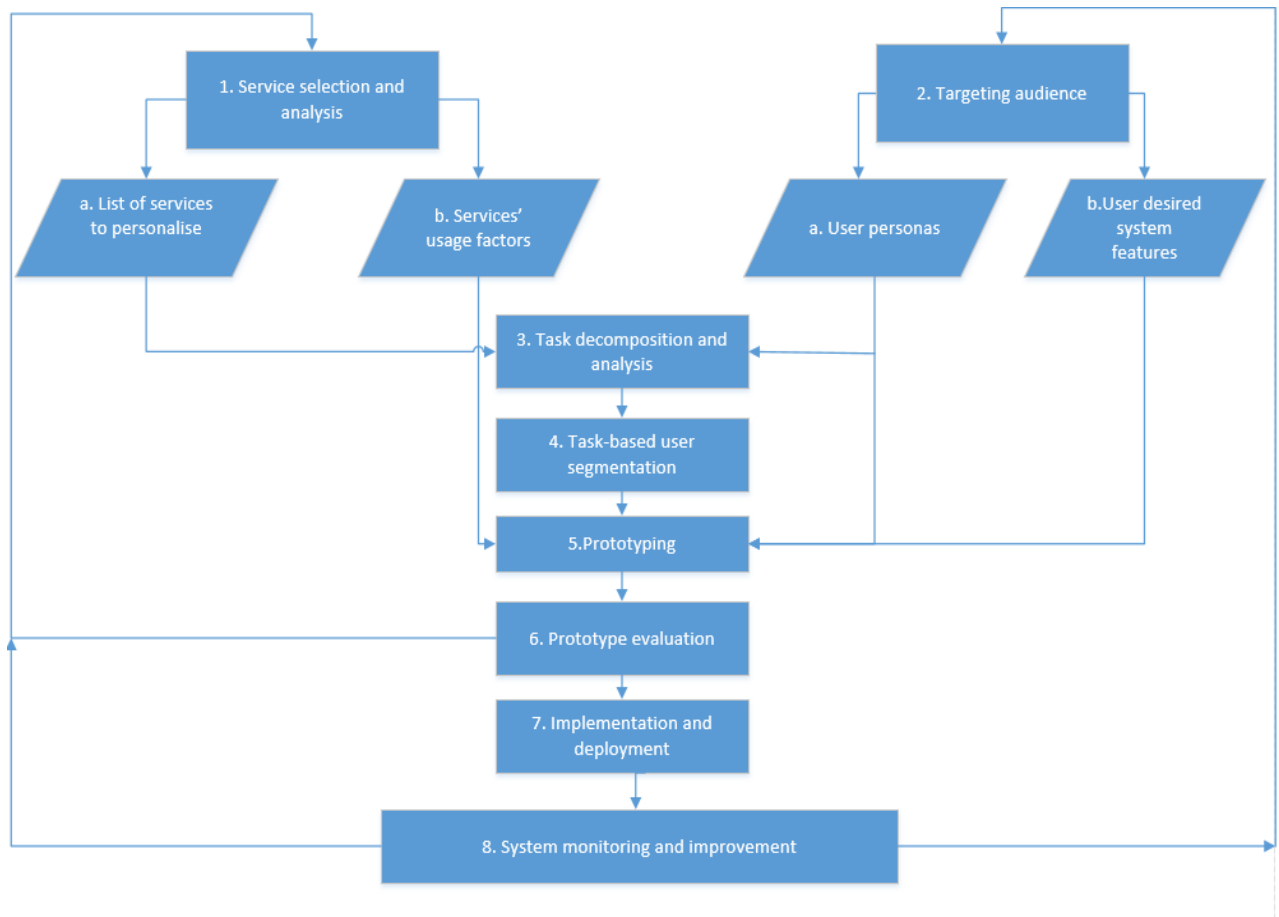 1. Service selection and
analysis
2. Targeting audience
a. List of services
to personalise
b. Services’
usage factors
a. User personas
b.User desired
system
features
3. Task decomposition and
analysis
4. Task-based user
segmentation
5.Prototyping
6. Prototype evaluation
7. Implementation and
deployment
8. System monitoring and improvement